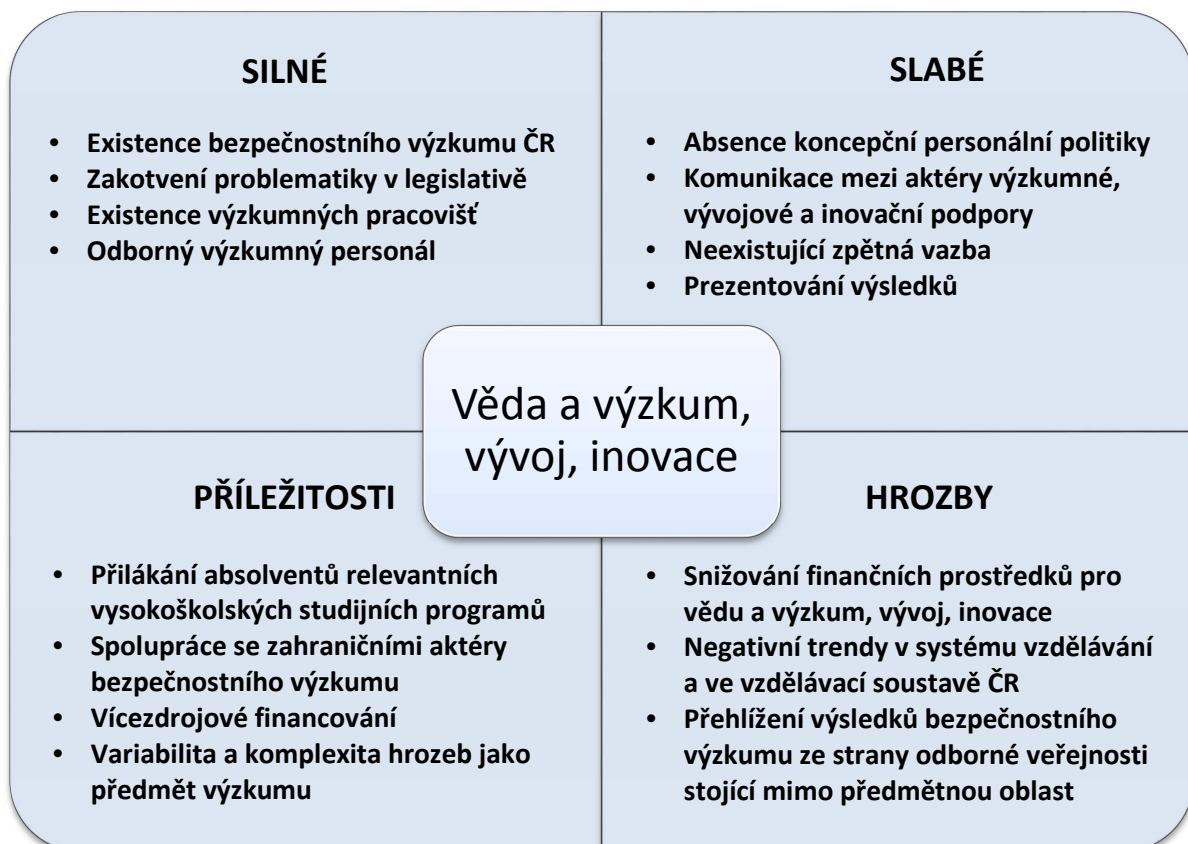 SILNÉ
• Existence bezpečnostního výzkumu ČR
• Zakotvení problematiky v legislativě
• Existence výzkumných pracovišť
• Odborný výzkumný personál
SLABÉ
• Absence koncepční personální politiky
• Komunikace mezi aktéry výzkumné,
vývojové a inovační podpory
• Neexistující zpětná vazba
• Prezentování výsledků
Věda a výzkum,
vývoj, inovace
PŘÍLEŽITOSTI
• Přilákání absolventů relevantních
vysokoškolských studijních programů
• Spolupráce se zahraničními aktéry
bezpečnostního výzkumu
• Vícezdrojové financování
• Variabilita a komplexita hrozeb jako
předmět výzkumu
HROZBY
• Snižování finančních prostředků pro
vědu a výzkum, vývoj, inovace
• Negativní trendy v systému vzdělávání
a ve vzdělávací soustavě ČR
• Přehlížení výsledků bezpečnostního
výzkumu ze strany odborné veřejnosti
stojící mimo předmětnou oblast